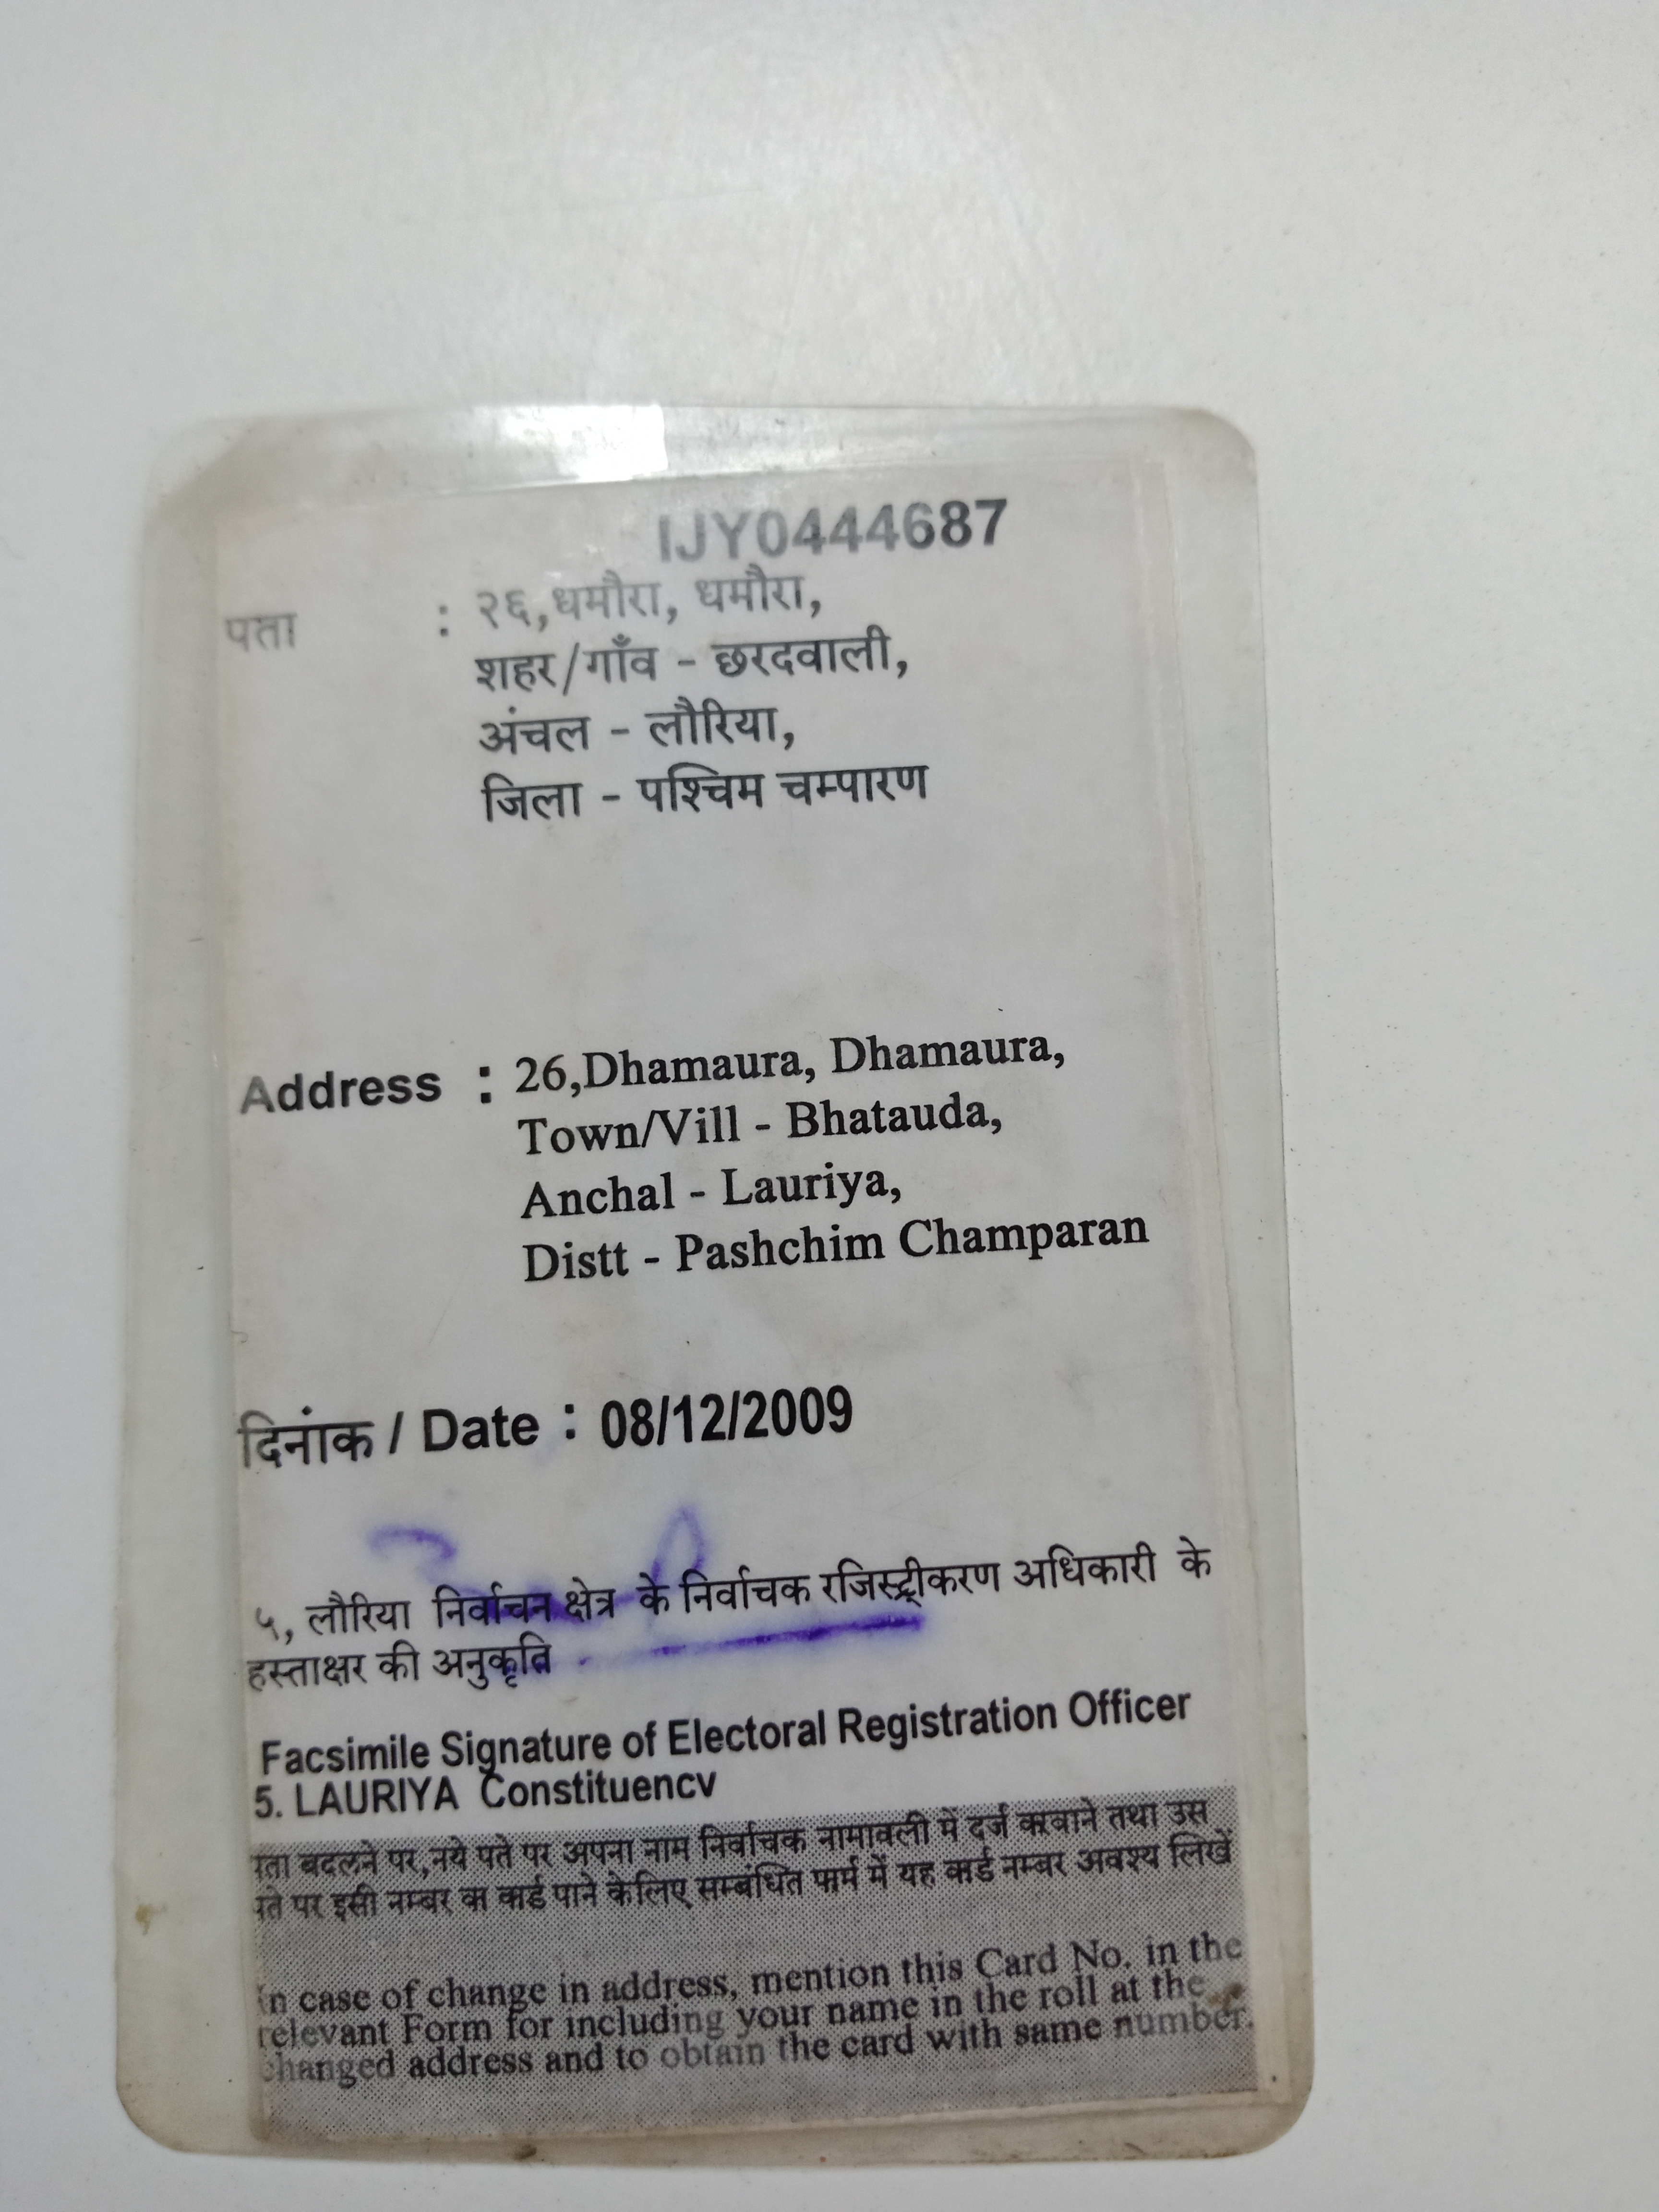 IJY0444687
पता : २६,धमौरा, धमौरा,
शहर/गाँव - छरदवाली,
अंचल - लौरिया,
जिला - पश्चिम चम्पारण
Address : 26,Dhamaura, Dhamaura,
Town/Vill - Bhatauda,
Anchal - Lauriya,
Distt - Pashchim Champaran
दिनांक / Date : 08/12/2009
५, लौरिया निर्वाचन क्षेत्र के निर्वाचक रजिस्ट्रीकरण अधिकारी के
हस्ताक्षर की अनुकृति
Facsimile Signature of Electoral Registration Officer
5. LAURIYA Constituency
पता बदलने पर,नये पते पर अपना नाम निर्वाचक नामावली में दर्ज करवाने तथा उस
पते पर इसी नम्बर का कार्ड पाने केलिए सम्बंधित फार्म में यह कार्ड नम्बर अवश्य लिखें
In case of change in address, mention this Card No. in the
relevant Form for including your name in the roll at the
changed address and to obtain the card with same number.